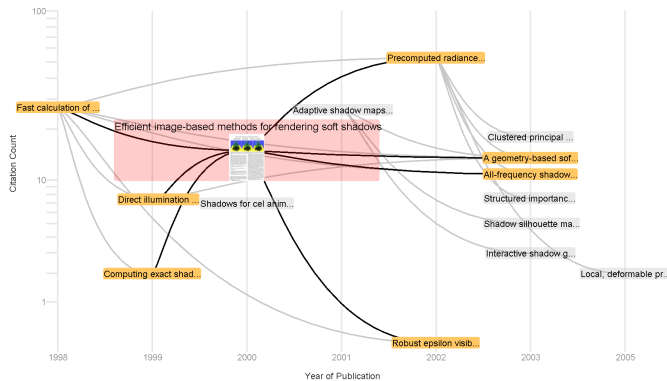 100
Precomputed radiance...
Fast calculation of ...
Adaptive shadow maps...
Efficient image-based methods for rendering soft shadows
Clustered principal ...
A geometry-based sof...
All-frequency shadow...
10
Direct illumination ...
Shadows for cel anim...
Structured importanc...
Shadow silhouette ma...
Interactive shadow g...
Computing exact shad...
Local, deformable pr...
1
Robust epsilon visib...
Citation Count
1998 1999 2000 2001 2002 2003 2005
Year of Publication